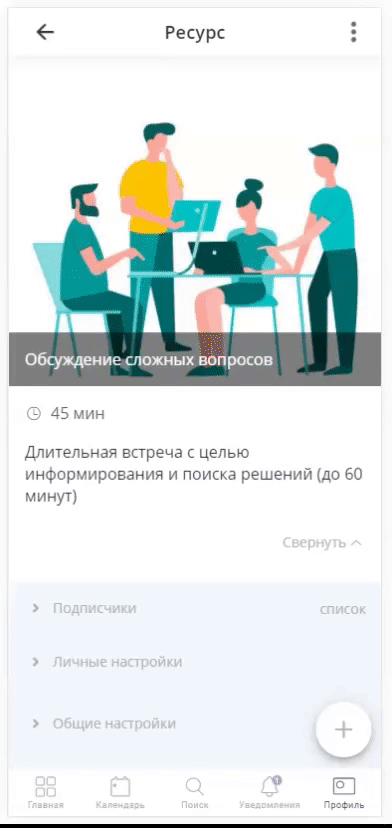 Ресурс
Обсуждение сложных вопросов
45 мин
Длительная встреча с целью
информирования и поиска решений (до 60
минут)
Свернуть
Подписчики список
Личные настройки
Общие настройки
Главная Календарь Поиск Уведомления Профиль